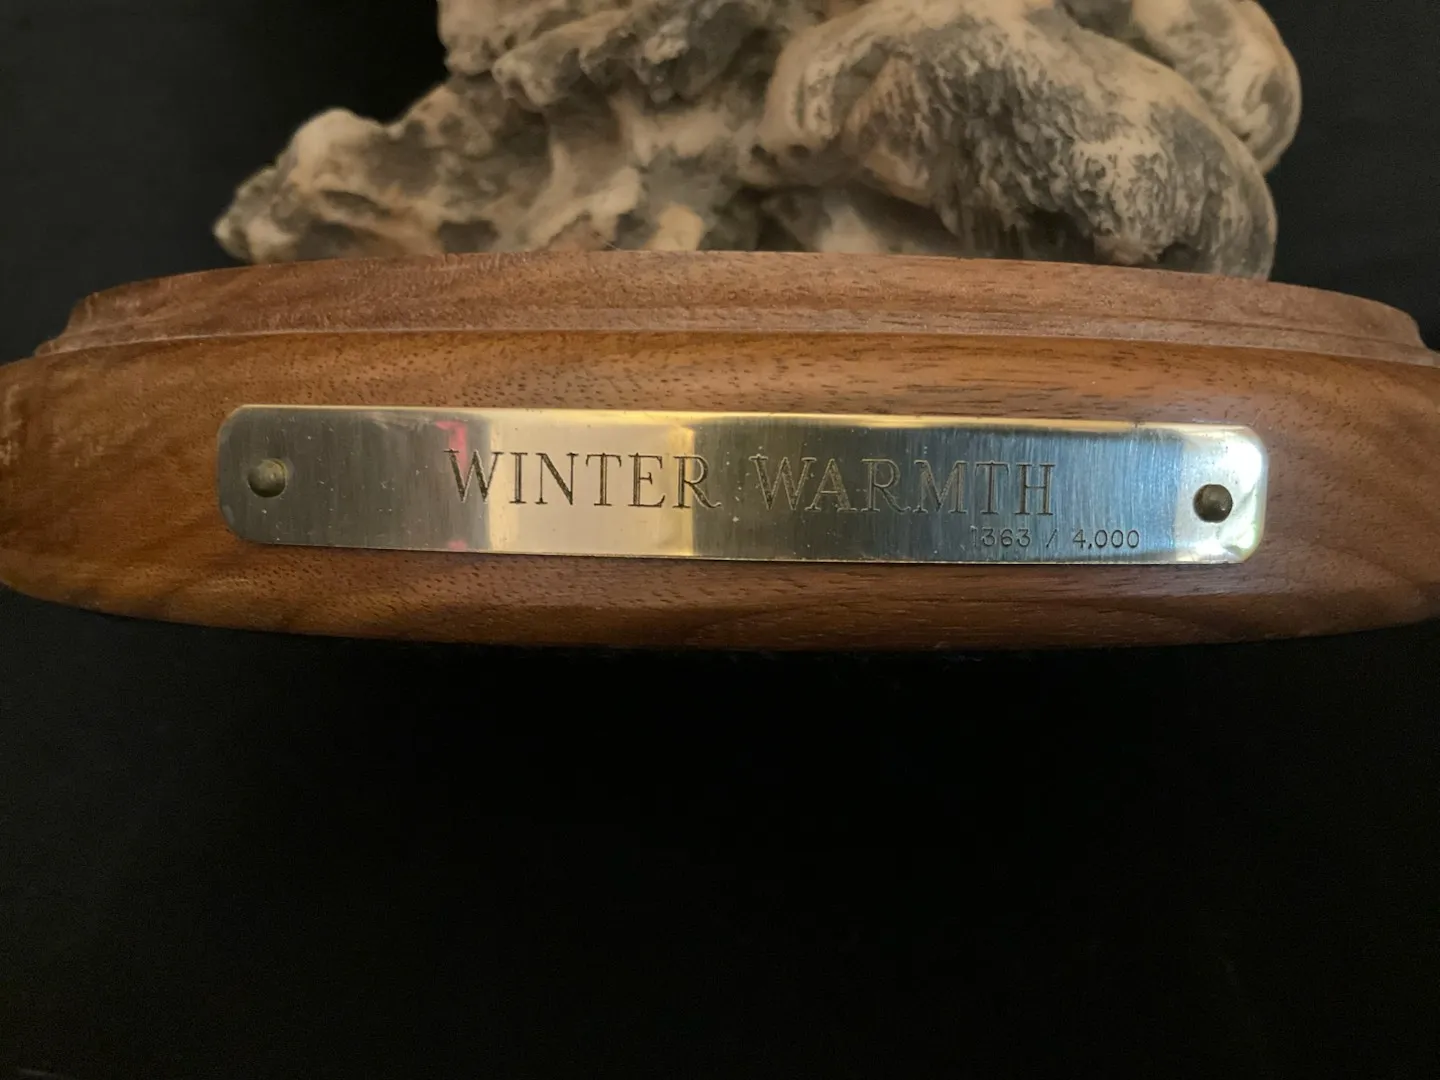 WINTER WARMTH
1363 / 4,000